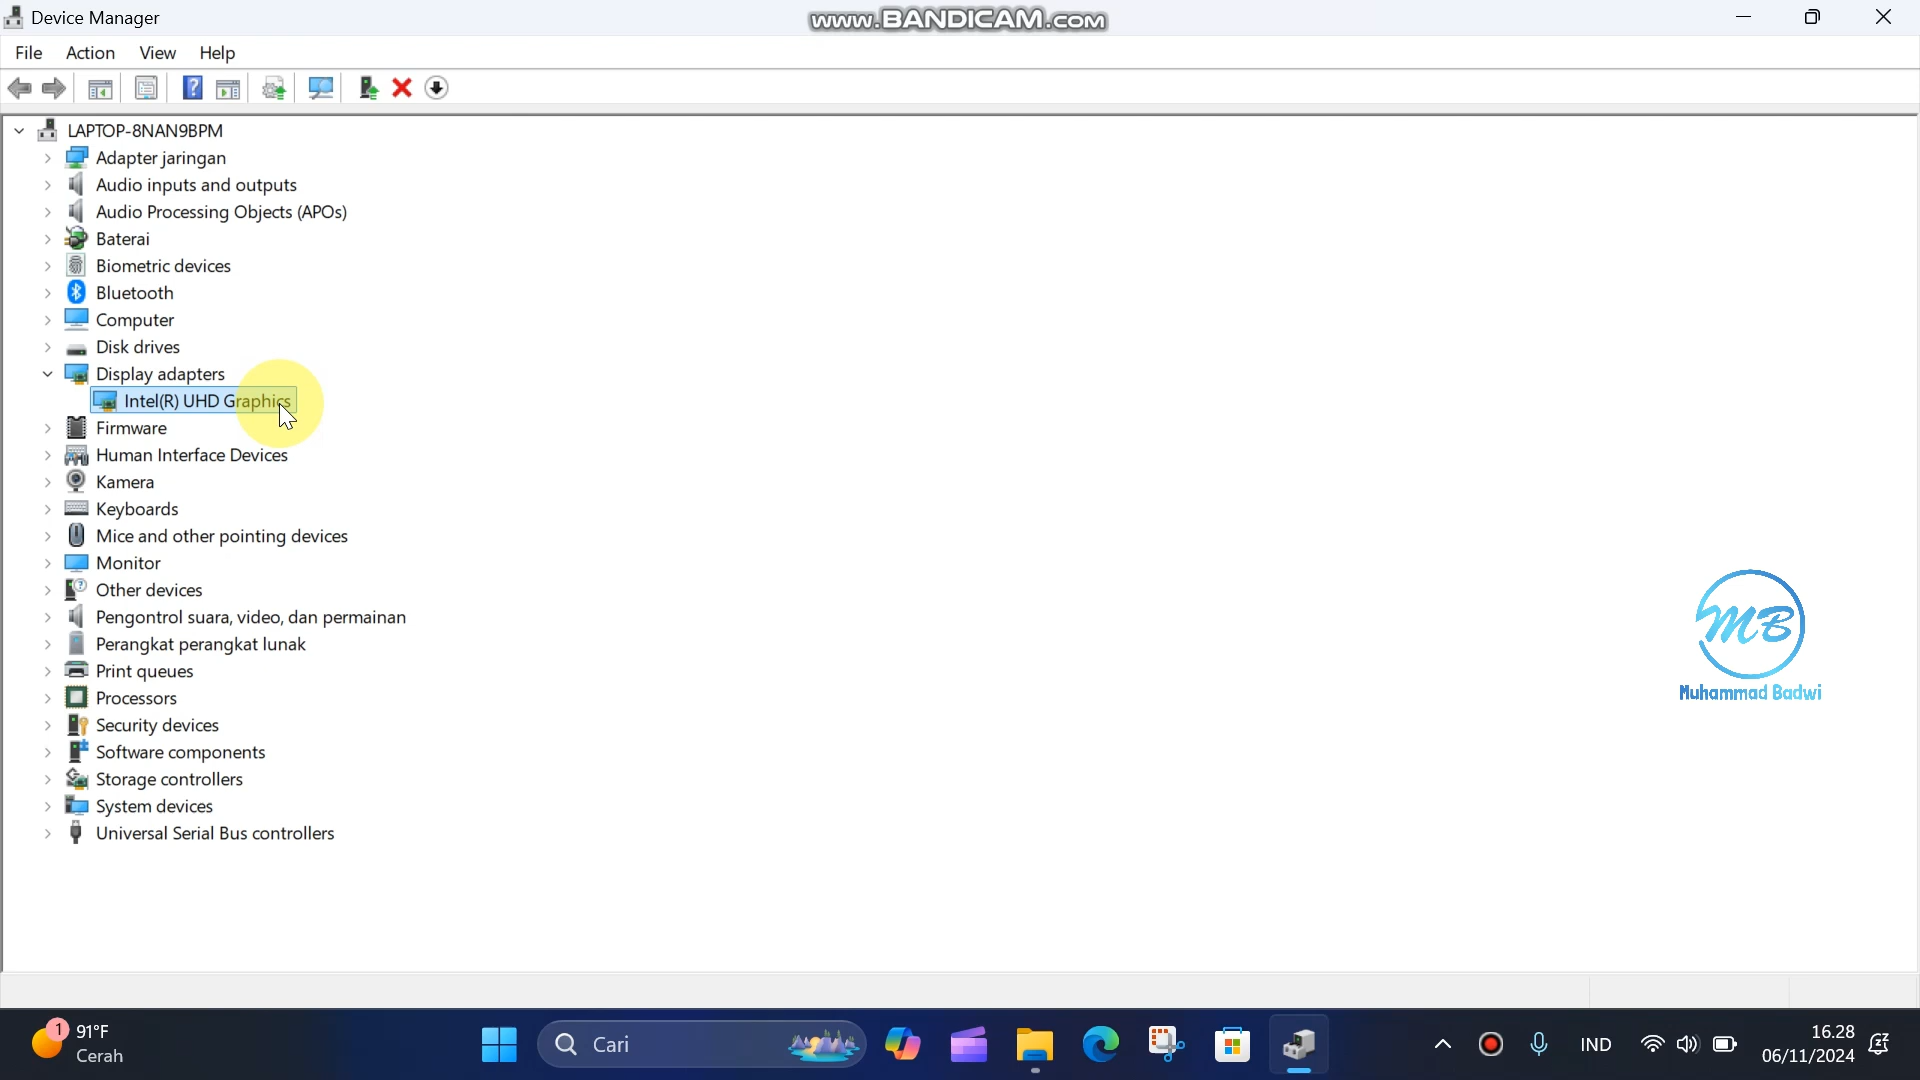 Device Manager
www.BANDICAM.com
File Action View Help
LAPTOP-8NAN9BPM
Adapter jaringan
Audio inputs and outputs
Audio Processing Objects (APOs)
Baterai
Biometric devices
Bluetooth
Computer
Disk drives
Display adapters
Intel(R) UHD Graphics
Firmware
Human Interface Devices
Kamera
Keyboards
Mice and other pointing devices
Monitor
Other devices
Pengontrol suara, video, dan permainan
Perangkat perangkat lunak
Print queues
Processors
Security devices
Software components
Storage controllers
System devices
Universal Serial Bus controllers
MB
Muhammad Badwi
1
91°F
Cerah
Cari
IND
16.28
06/11/2024